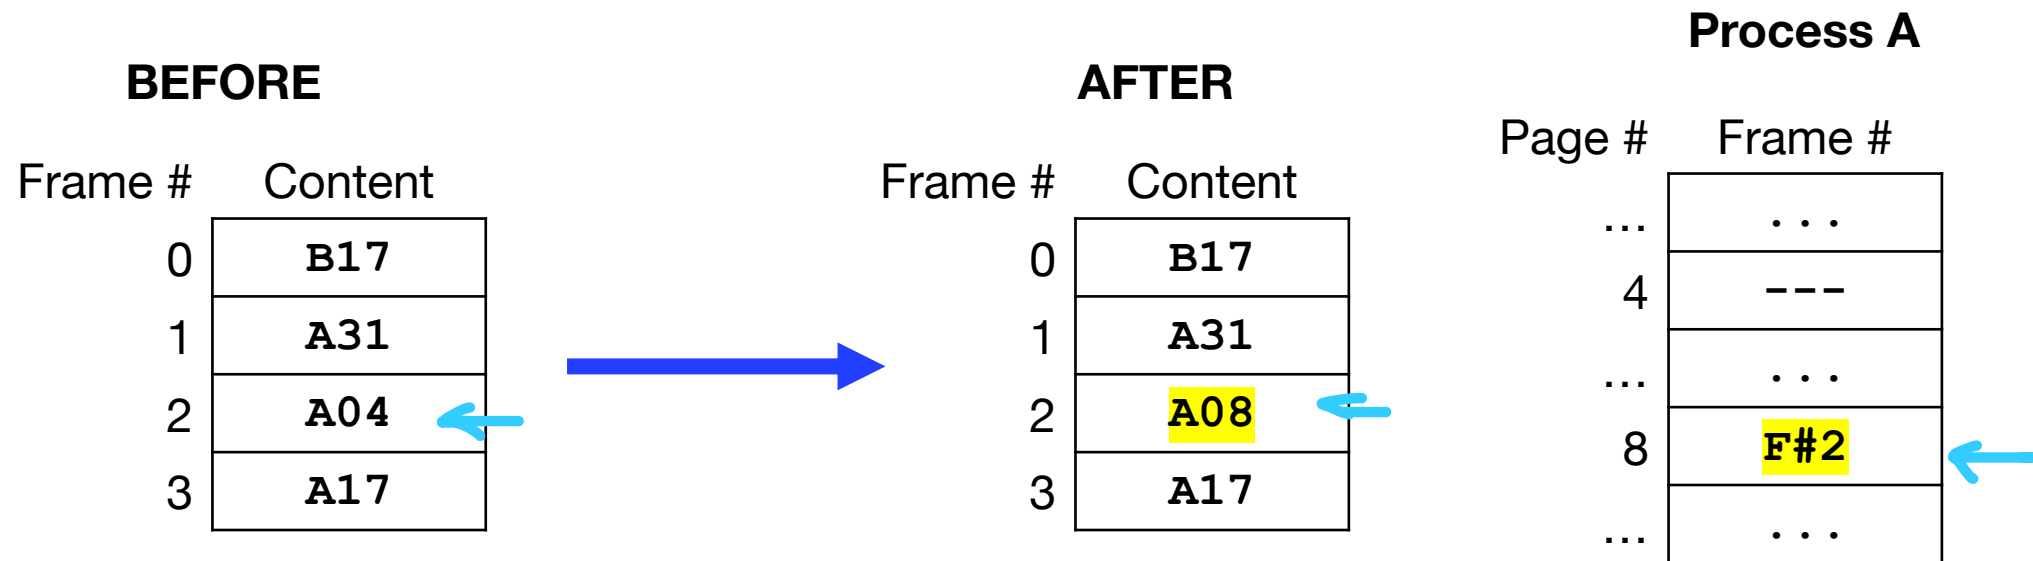 BEFORE
Frame # Content
0 B17
1 A31
2 A04
3 A17
AFTER
Frame # Content
0 B17
1 A31
2 A08
3 A17
Process A
Page # Frame #
... ...
4 ---
... ...
8 F#2
... ...